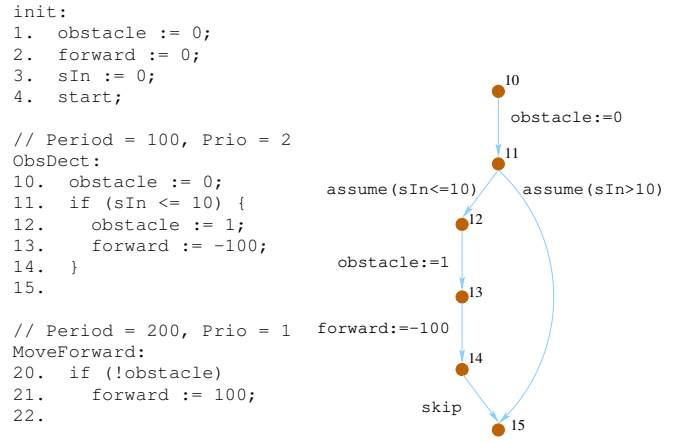 init:
1. obstacle := 0;
2. forward := 0;
3. sIn := 0;
4. start;
// Period = 100, Prio = 2
ObsDect:
10. obstacle := 0;
11. if (sIn <= 10) {
12. obstacle := 1;
13. forward := -100;
14. }
15.
// Period = 200, Prio = 1
MoveForward:
20. if (!obstacle)
21. forward := 100;
22.
10
obstacle:=0
11
assume(sIn<=10)
assume(sIn>10)
12
obstacle:=1
13
forward:=-100
14
skip
15